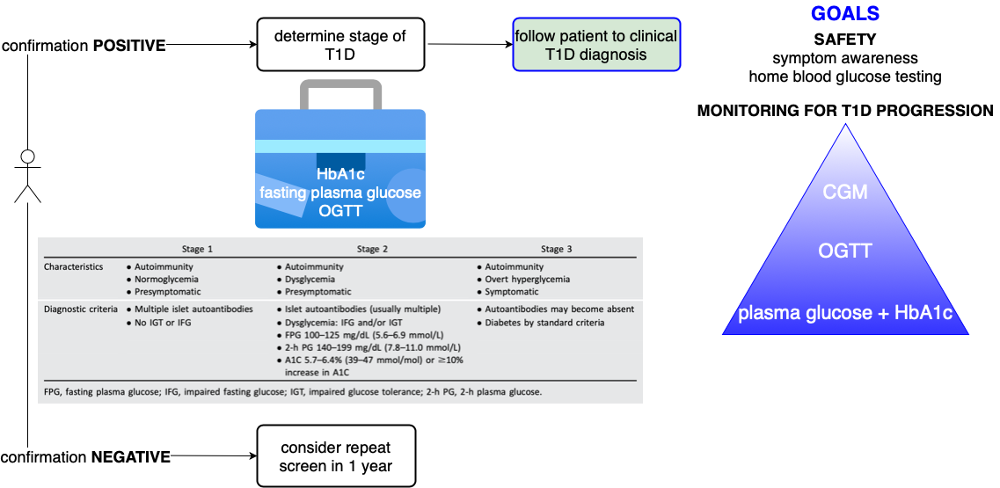 GOALS
SAFETY
symptom awareness
home blood glucose testing
confirmation POSITIVE
determine stage of
T1D
follow patient to clinical
T1D diagnosis
MONITORING FOR T1D PROGRESSION
CGM
OGTT
plasma glucose + HbA1c
HbA1c
fasting plasma glucose
OGTT
Stage 1 Stage 2 Stage 3
Characteristics
• Autoimmunity
• Normoglycemia
• Presymptomatic
• Autoimmunity
• Dysglycemia
• Presymptomatic
• Autoimmunity
• Overt hyperglycemia
• Symptomatic
Diagnostic criteria
• Multiple islet autoantibodies
• No IGT or IFG
• Islet autoantibodies (usually multiple)
• Dysglycemia: IFG and/or IGT
• FPG 100–125 mg/dL (5.6–6.9 mmol/L)
• 2-h PG 140–199 mg/dL (7.8–11.0 mmol/L)
• A1C 5.7–6.4% (39–47 mmol/mol) or ≥10%
increase in A1C
• Autoantibodies may become absent
• Diabetes by standard criteria
FPG, fasting plasma glucose; IFG, impaired fasting glucose; IGT, impaired glucose tolerance; 2-h PG, 2-h plasma glucose.
confirmation NEGATIVE
consider repeat
screen in 1 year